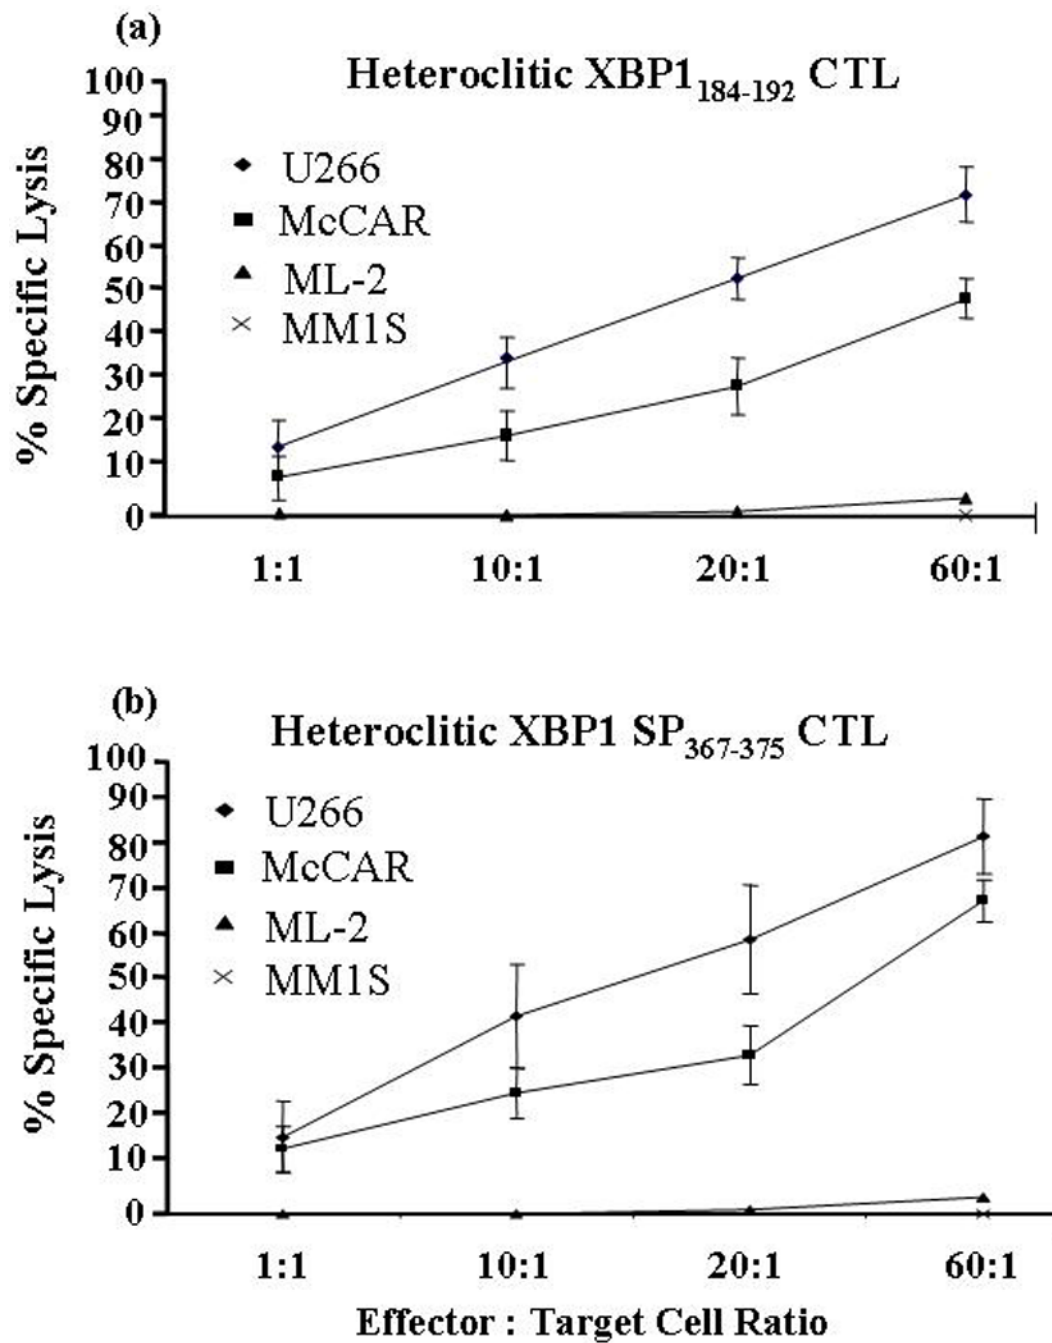 (a)
Heteroclitic XBP1184-192 CTL
% Specific Lysis
100
90
80
70
60
50
40
30
20
10
0
U266
McCAR
ML-2
MM1S
1:1 10:1 20:1 60:1
(b)
Heteroclitic XBP1 SP367-375 CTL
% Specific Lysis
100
90
80
70
60
50
40
30
20
10
0
U266
McCAR
ML-2
MM1S
1:1 10:1 20:1 60:1
Effector : Target Cell Ratio